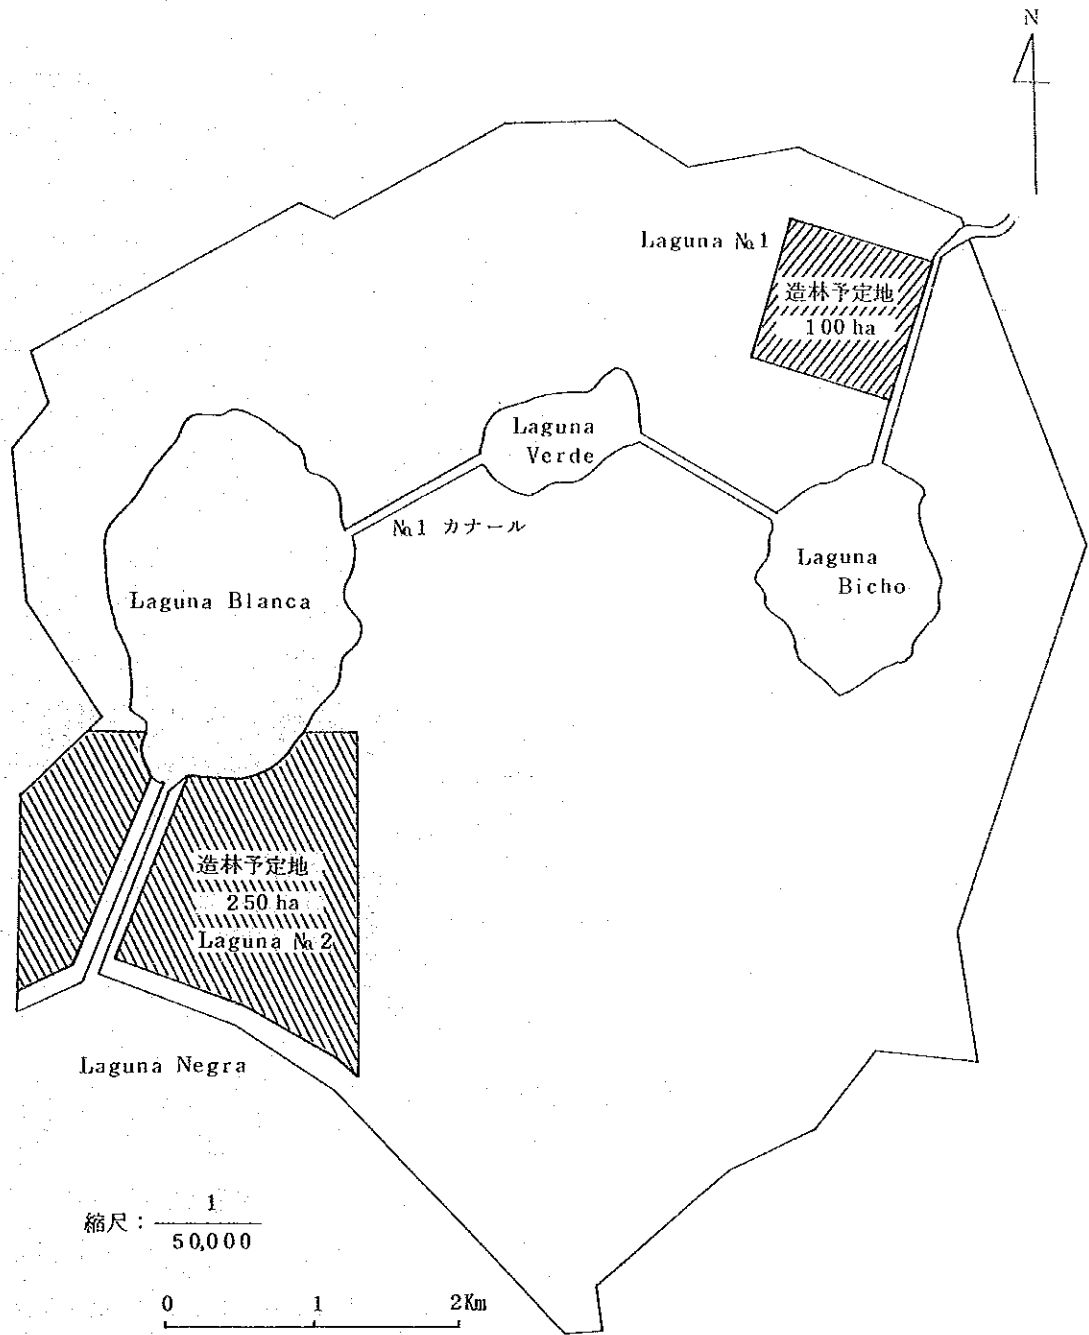 N
Laguna №1
造林予定地
100 ha
Laguna
Verde
№1 カナール
Laguna
Bicho
Laguna Blanca
造林予定地
250 ha
Laguna №2
Laguna Negra
縮尺: 1
50,000
0 1 2Km